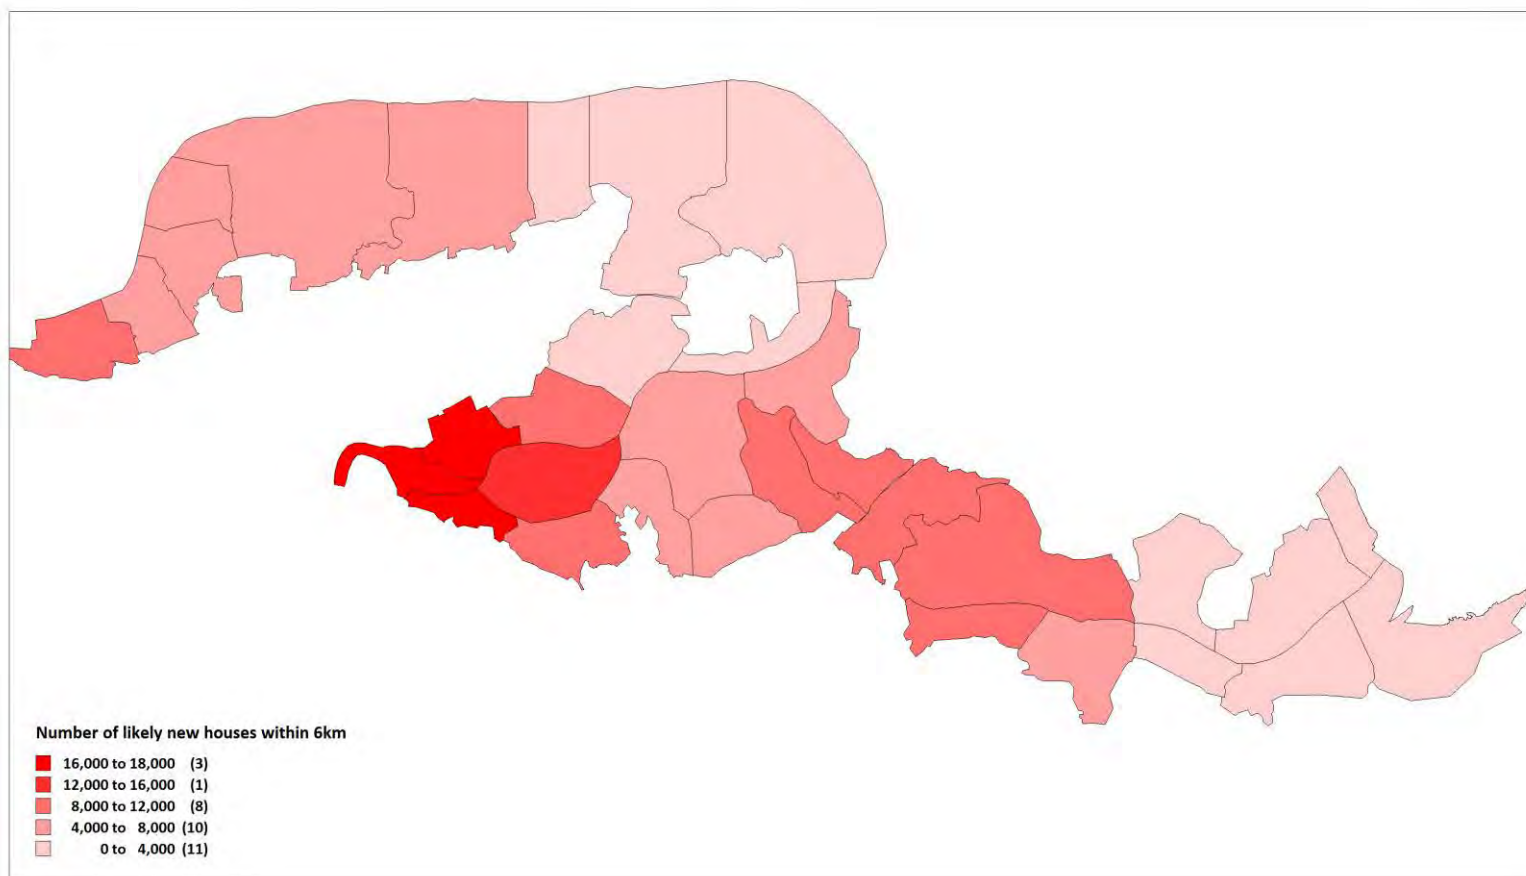 Number of likely new houses within 6km
16,000 to 18,000 (3)
12,000 to 16,000 (1)
8,000 to 12,000 (8)
4,000 to 8,000 (10)
0 to 4,000 (11)